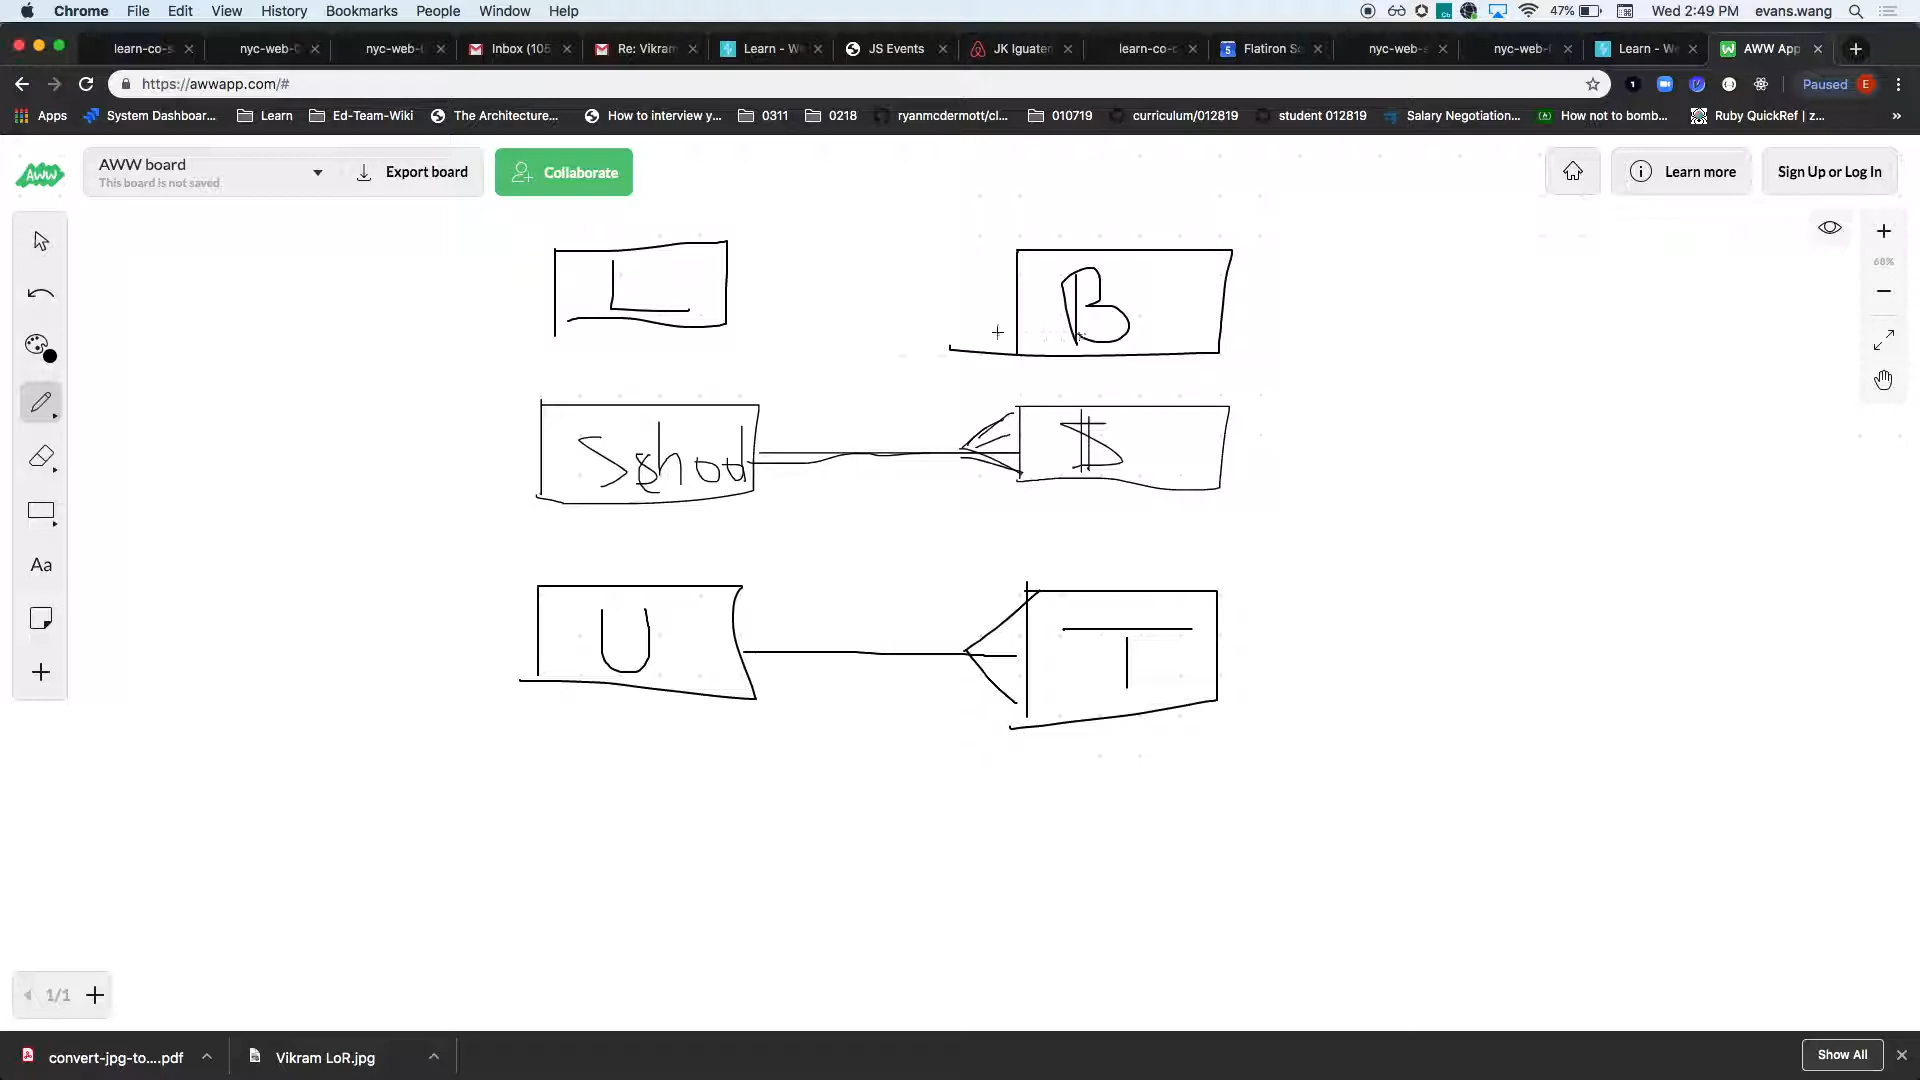 Chrome File Edit View History Bookmarks People Window Help 47% Wed 2:49 PM evans.wang
learn-co-s nyc-web- nyc-web- Inbox (105 Re: Vikram Learn - We JS Events JK Iguater learn-co-c Flatiron Sc nyc-web- nyc-web- Learn - We AWW App
https://awwapp.com/# Paused E
Apps System Dashboar... Learn Ed-Team-Wiki The Architecture... How to interview y... 0311 0218 ryanmcdermott/cl... 010719 curriculum/012819 student 012819 Salary Negotiation... How not to bomb... Ruby QuickRef | z... »
AWW
AWW board
This board is not saved
Export board
Collaborate
Learn more
Sign Up or Log In
68%
L B
$
U T
Aa
1/1
convert-jpg-to....pdf Vikram LoR.jpg Show All